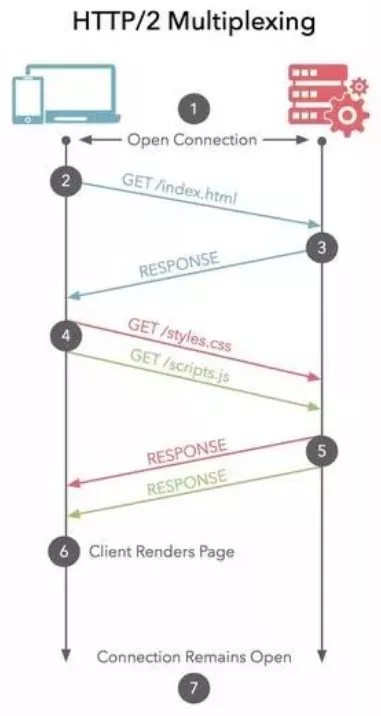 HTTP/2 Multiplexing
1
Open Connection
2
GET /index.html
3
RESPONSE
4
GET /styles.css
GET /scripts.js
5
RESPONSE
RESPONSE
6 Client Renders Page
Connection Remains Open
7